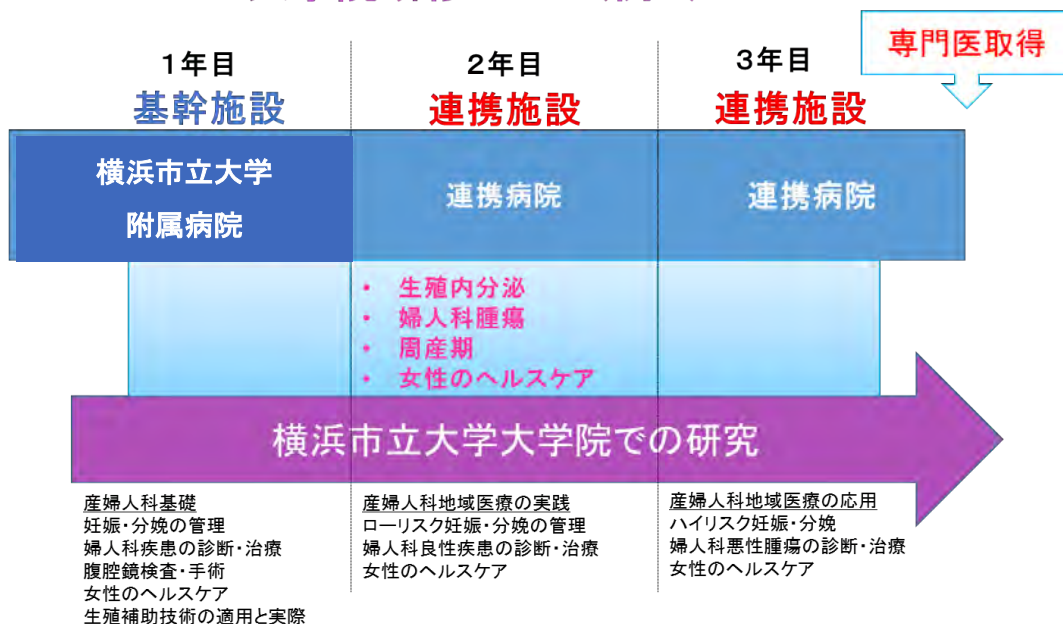 専門医取得
1年目
基幹施設
2年目
連携施設
3年目
連携施設
横浜市立大学
附属病院
連携病院
連携病院
・ 生殖内分泌
・ 婦人科腫瘍
・ 周産期
・ 女性のヘルスケア
横浜市立大学大学院での研究
産婦人科基礎
妊娠・分娩の管理
婦人科疾患の診断・治療
腹腔鏡検査・手術
女性のヘルスケア
生殖補助技術の適用と実際
産婦人科地域医療の実践
ローリスク妊娠・分娩の管理
婦人科良性疾患の診断・治療
女性のヘルスケア
産婦人科地域医療の応用
ハイリスク妊娠・分娩
婦人科悪性腫瘍の診断・治療
女性のヘルスケア